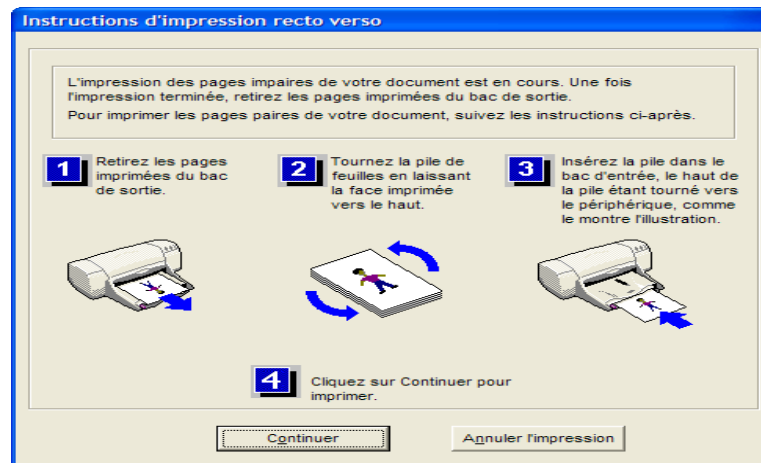 Instructions d'impression recto verso
L'impression des pages impaires de votre document est en cours. Une fois
l'impression terminée, retirez les pages imprimées du bac de sortie.
Pour imprimer les pages paires de votre document, suivez les instructions ci-après.
1
Retirez les pages
imprimées du bac
de sortie.
2
Tournez la pile de
feuilles en laissant
la face imprimée
vers le haut.
3
Insérez la pile dans le
bac d'entrée, le haut de
la pile étant tourné vers
le périphérique, comme
le montre l'illustration.
4
Cliquez sur Continuer pour
imprimer.
Continuer
Annuler l'impression